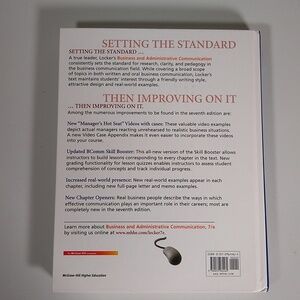 SETTING THE STANDARD
SETTING THE STANDARD ...
A true leader, Locker's Business and Administrative Communication
consistently sets the standard for research, clarity, and pedagogy in
the business communication field. While covering a broad scope
of topics in both written and oral business communication, Locker's
text maintains students' interest through a friendly writing style,
attractive design and real-world examples.
THEN IMPROVING ON IT
... THEN IMPROVING ON IT
Among the numerous improvements to be found in the seventh edition are:
New "Manager's Hot Seat" Videos with cases: These valuable video examples
depict actual managers reacting unrehearsed to realistic business situations.
A new Video Case Appendix makes it even easier to incorporate these videos
into your course.
Updated BComm Skill Booster: This all-new version of the Skill Booster allows
instructors to build lessons corresponding to every chapter in the text. New
grading functionality for lesson quizzes enables instructors to assess student
comprehension of concepts and track individual progress.
Increased real-world presence: New real-world examples appear in each
chapter, including new full-page letter and memo examples.
New Chapter Openers: Real business people describe the ways in which
effective communication plays an important role in their careers; most are
completely new in the seventh edition.
Learn more about Business and Administrative Communication, 7/e
by visiting us online at www.mhhe.com/locker7e.
McGraw-Hill Higher Education